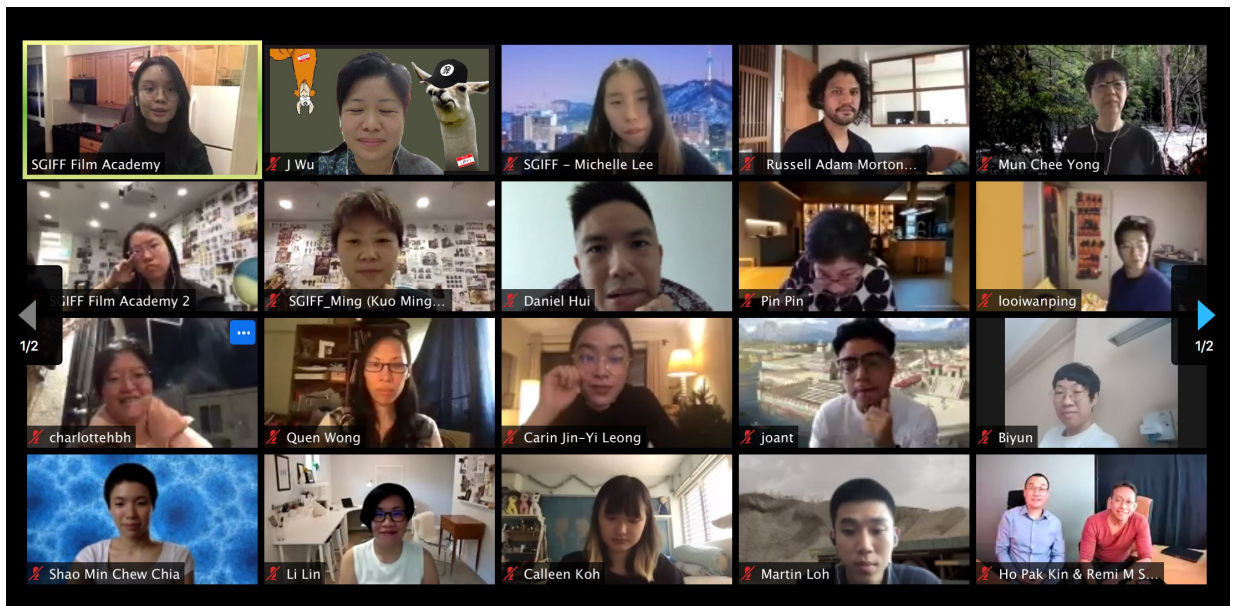 SGIFF Film Academy
J Wu
SGIFF - Michelle Lee
Russell Adam Morton...
Mun Chee Yong
SGIFF Film Academy 2
SGIFF_Ming (Kuo Ming...
Daniel Hui
Pin Pin
looiwanping
1/2
1/2
charlottehbh
Quen Wong
Carin Jin-Yi Leong
joant
Biyun
Shao Min Chew Chia
Li Lin
Calleen Koh
Martin Loh
Ho Pak Kin & Remi M S...